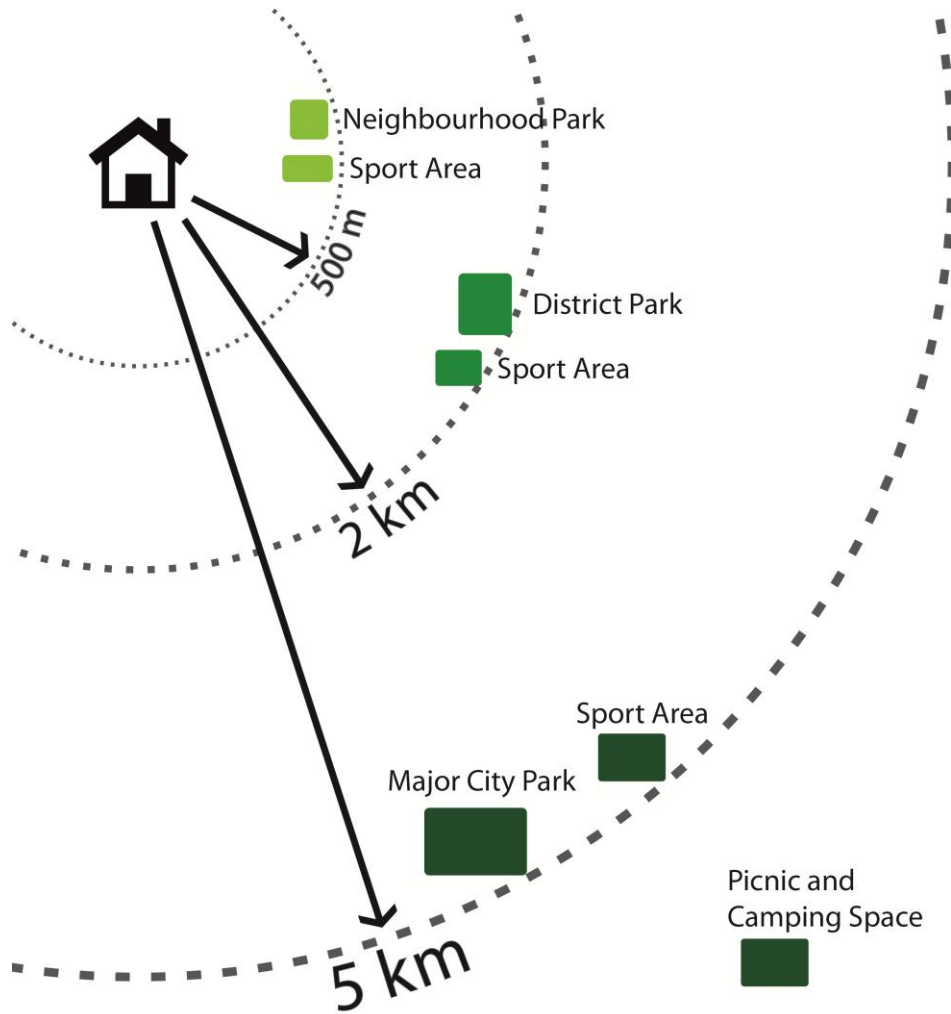 Neighbourhood Park
Sport Area
500 m
District Park
Sport Area
2 km
Sport Area
Major City Park
Picnic and
Camping Space
5 km